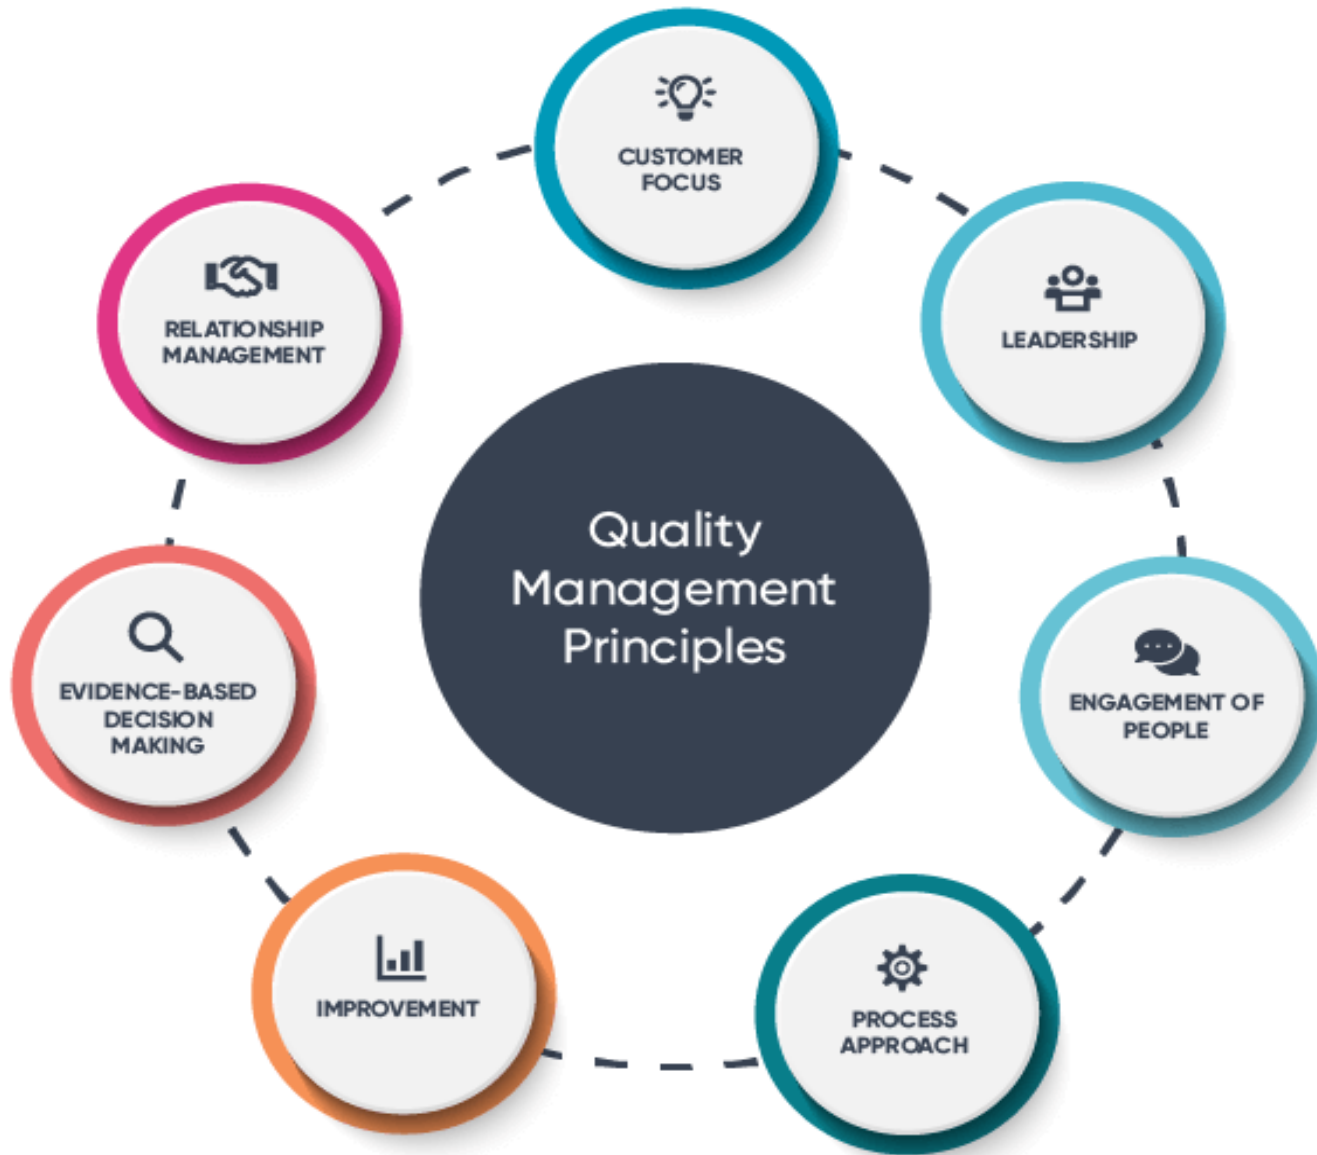 CUSTOMER
FOCUS
LEADERSHIP
ENGAGEMENT OF
PEOPLE
PROCESS
APPROACH
IMPROVEMENT
EVIDENCE-BASED
DECISION
MAKING
RELATIONSHIP
MANAGEMENT
Quality
Management
Principles